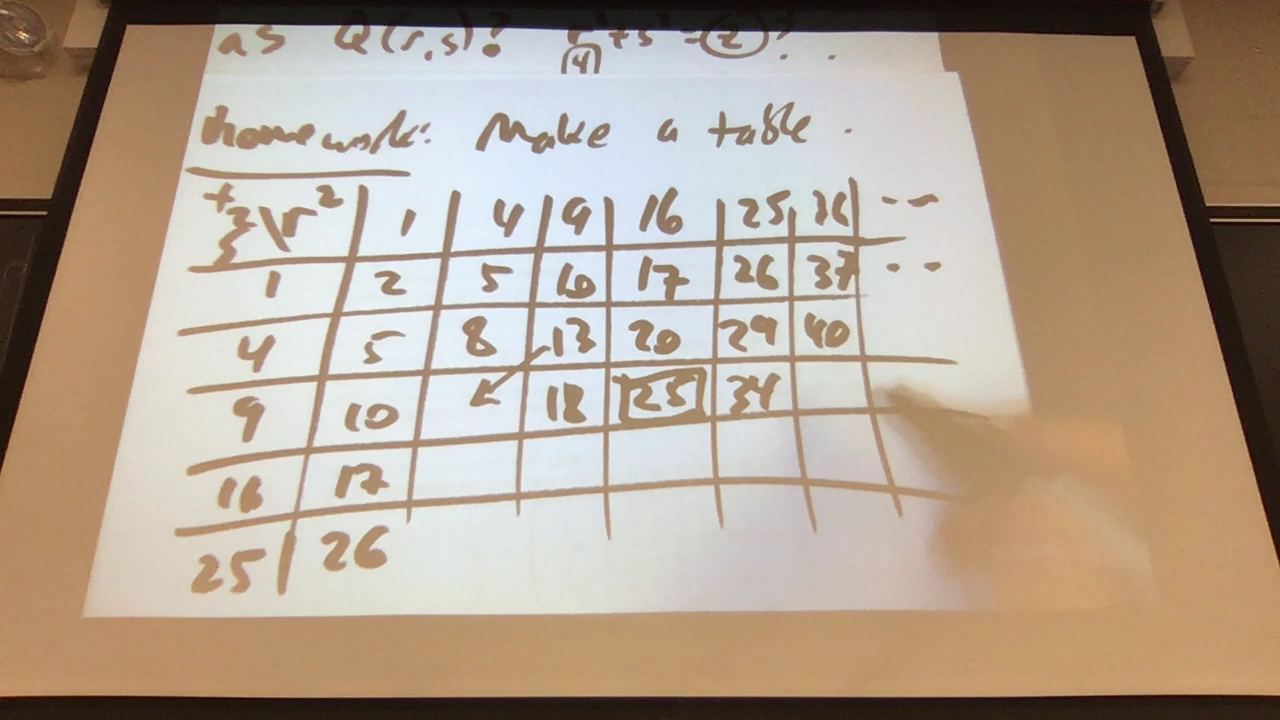 as Q(r,s)? r²+s²=2?
4
homework: Make a table.
+ s²\r² 1 4 9 16 25 36 --
1 2 5 10 17 26 37 --
4 5 8 13 20 29 40
9 10 18 25 34
16 17
25 26